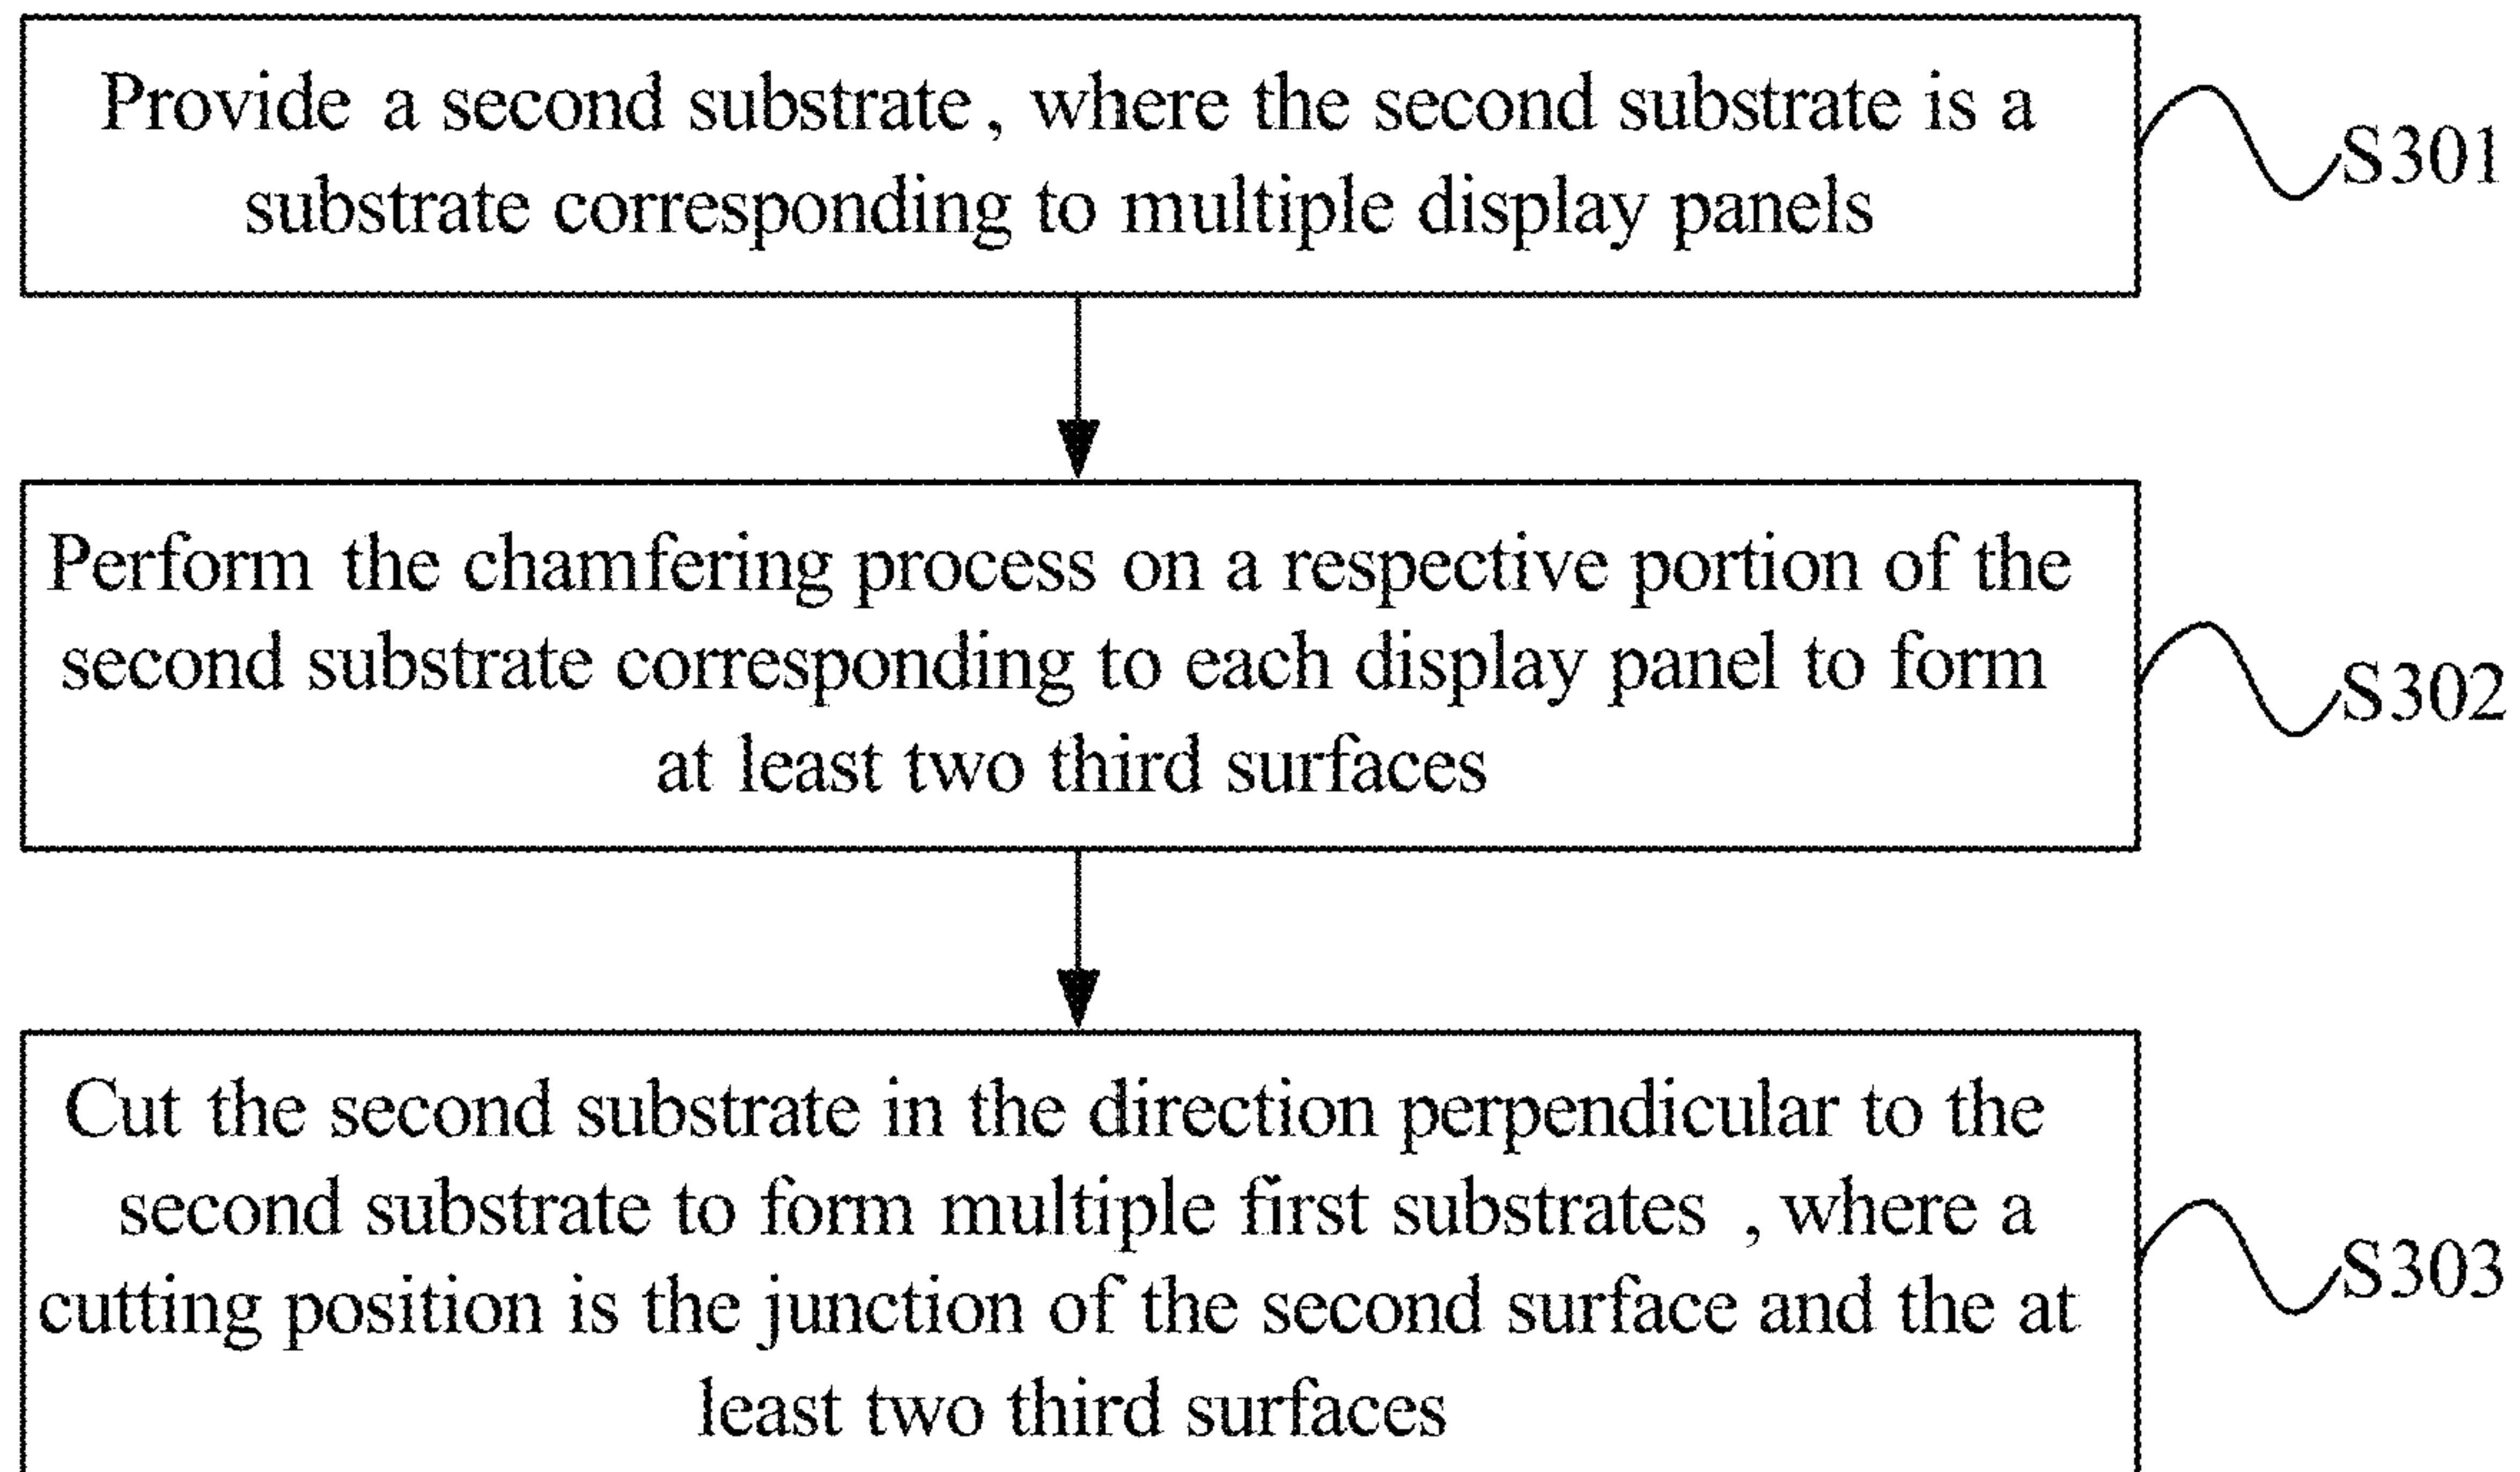 Provide a second substrate, where the second substrate is a
substrate corresponding to multiple display panels
S301
Perform the chamfering process on a respective portion of the
second substrate corresponding to each display panel to form
at least two third surfaces
S302
Cut the second substrate in the direction perpendicular to the
second substrate to form multiple first substrates , where a
cutting position is the junction of the second surface and the at
least two third surfaces
S303